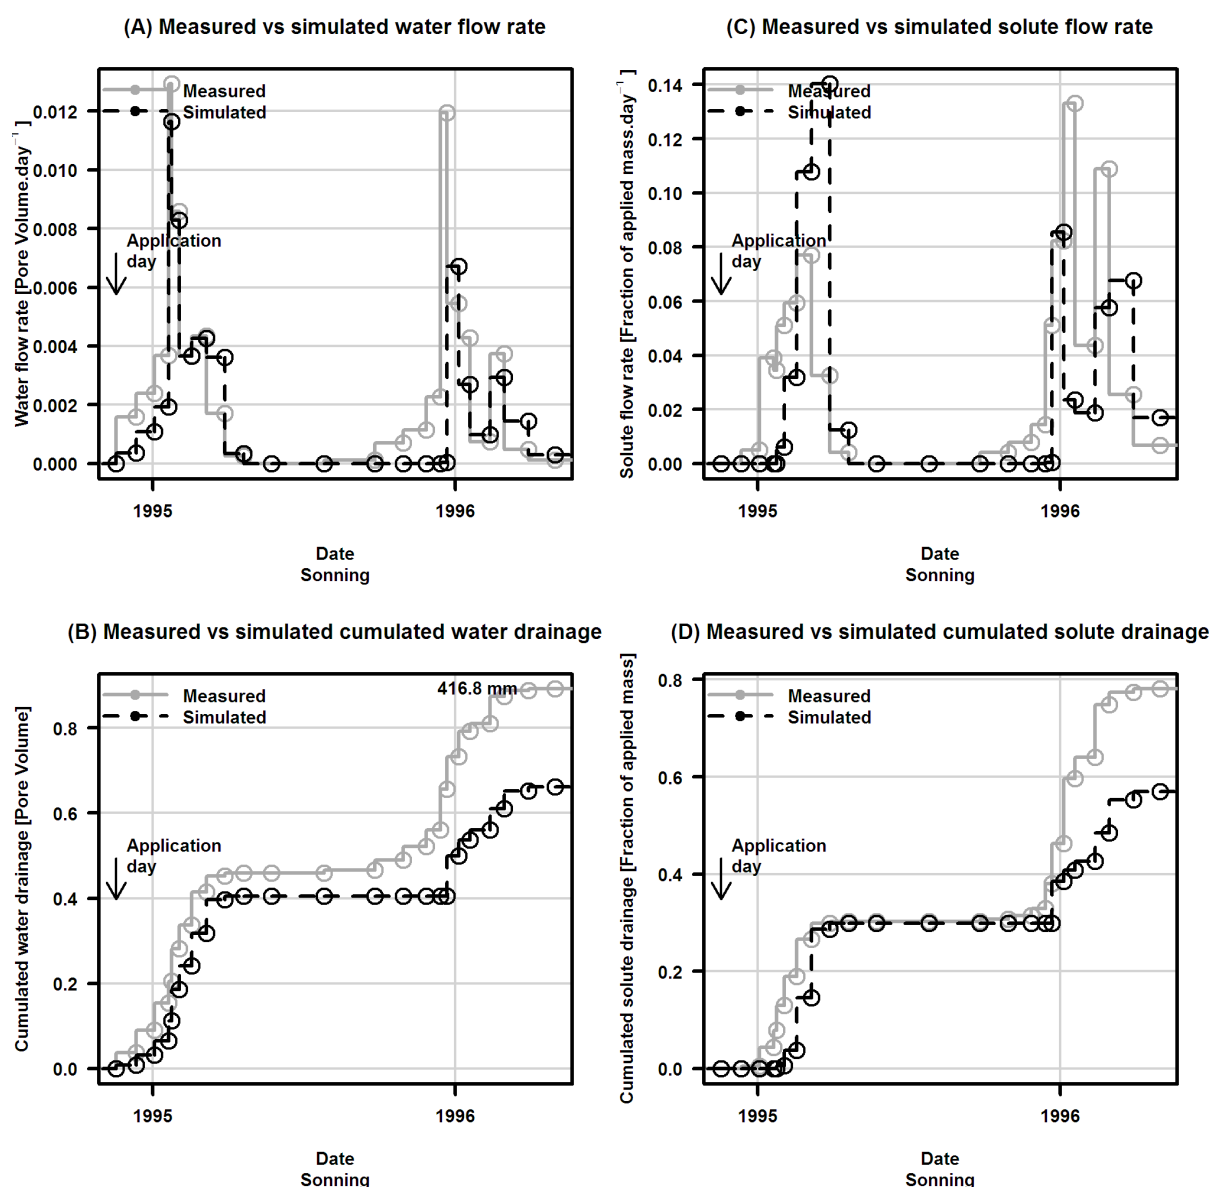 (A) Measured vs simulated water flow rate
Water flow rate [Pore Volume.day⁻¹ ]
0.012
0.010
0.008
0.006
0.004
0.002
0.000
Measured
Simulated
Application
day
1995
1996
Date
Sonning
(C) Measured vs simulated solute flow rate
Solute flow rate [Fraction of applied mass.day⁻¹ ]
0.14
0.12
0.10
0.08
0.06
0.04
0.02
0.00
Measured
Simulated
Application
day
1995
1996
Date
Sonning
(B) Measured vs simulated cumulated water drainage
Cumulated water drainage [Pore Volume]
0.8
0.6
0.4
0.2
0.0
Measured
Simulated
416.8 mm
Application
day
1995
1996
Date
Sonning
(D) Measured vs simulated cumulated solute drainage
Cumulated solute drainage [Fraction of applied mass]
0.8
0.6
0.4
0.2
0.0
Measured
Simulated
Application
day
1995
1996
Date
Sonning